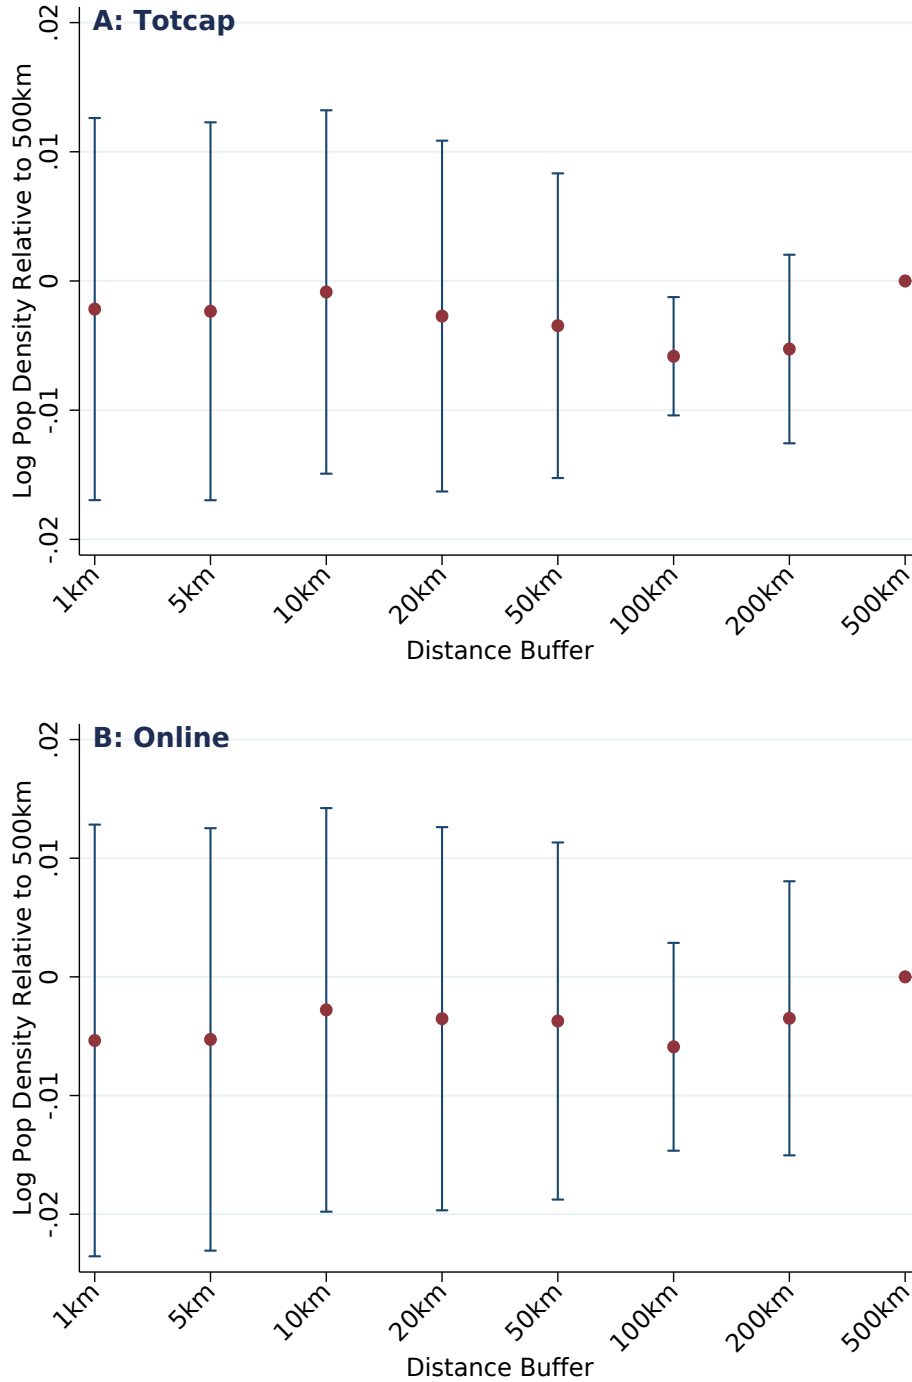 A: Totcap
Log Pop Density Relative to 500km
.02
.01
0
-.01
-.02
1km
5km
10km
20km
50km
100km
200km
500km
Distance Buffer
B: Online
Log Pop Density Relative to 500km
.02
.01
0
-.01
-.02
1km
5km
10km
20km
50km
100km
200km
500km
Distance Buffer